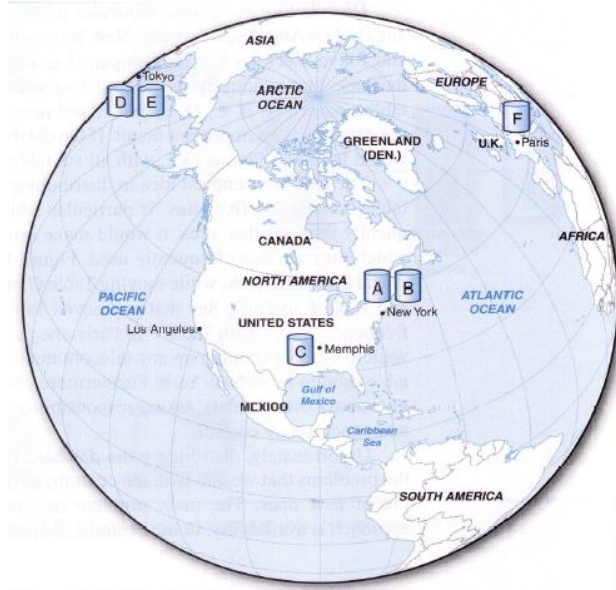 ASIA
Tokyo
D E
ARCTIC
OCEAN
EUROPE
F
GREENLAND
(DEN.)
U.K.
Paris
CANADA
AFRICA
NORTH AMERICA
A B
PACIFIC
OCEAN
ATLANTIC
OCEAN
New York
UNITED STATES
Los Angeles
C
Memphis
Gulf of
Mexico
MEXICO
Caribbean
Sea
SOUTH AMERICA